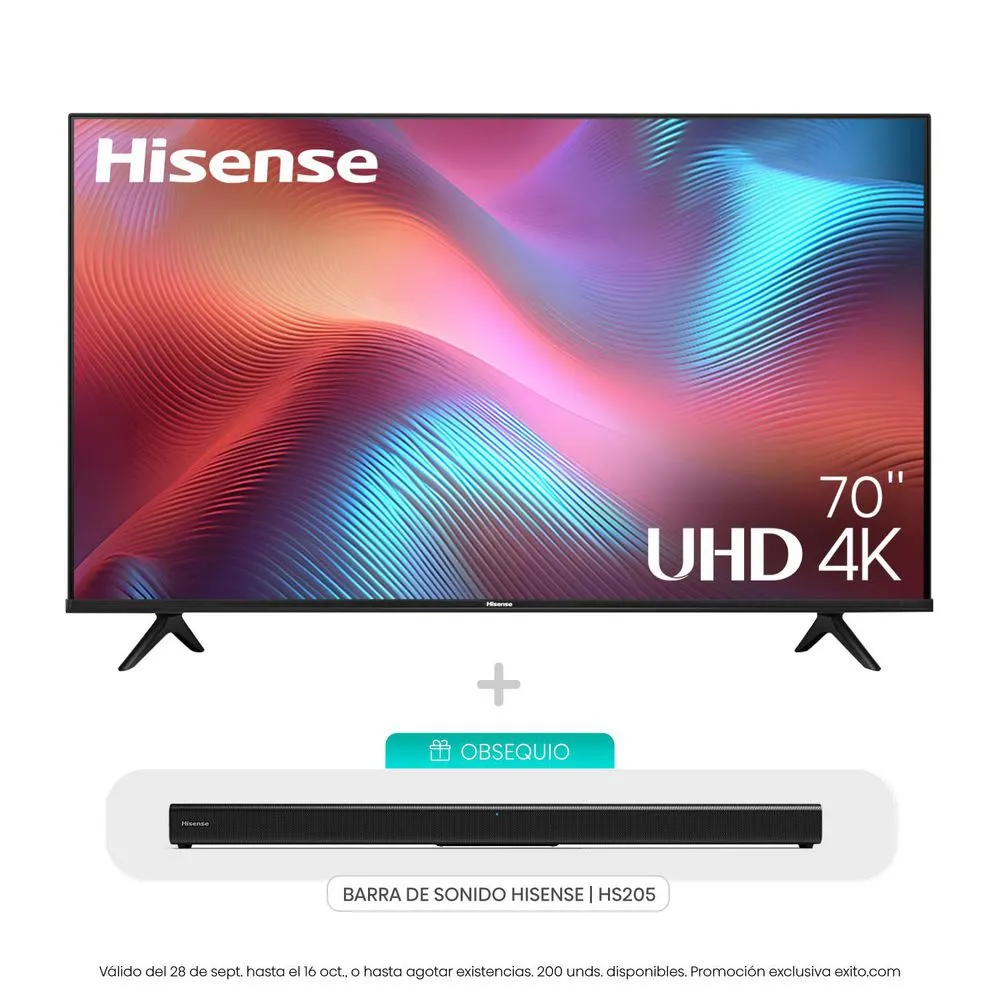 Hisense
70"
UHD 4K
Hisense
OBSEQUIO
Hisense
BARRA DE SONIDO HISENSE | HS205
Válido del 28 de sept. hasta el 16 oct., o hasta agotar existencias. 200 unds. disponibles. Promoción exclusiva exito.com